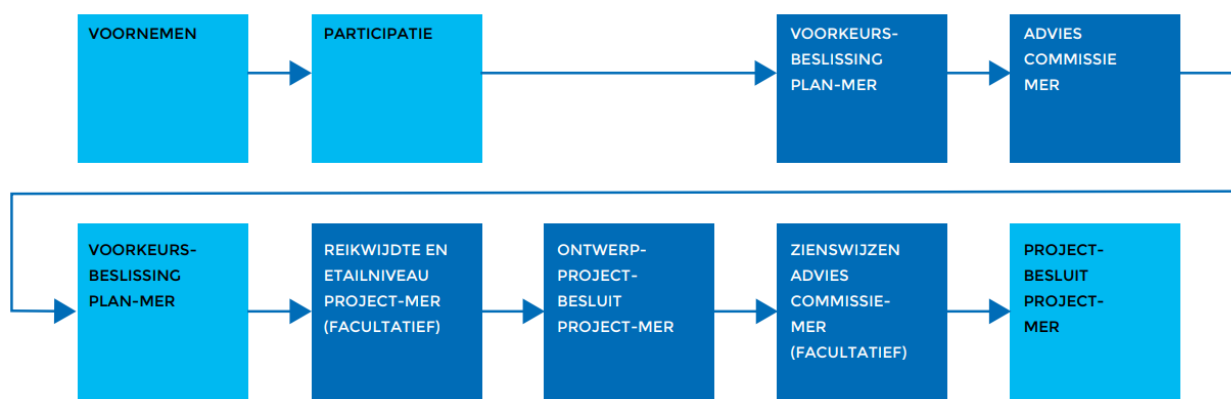 VOORNEMEN
PARTICIPATIE
VOORKEURS-
BESLISSING
PLAN-MER
ADVIES
COMMISSIE
MER
VOORKEURS-
BESLISSING
PLAN-MER
REIKWIJDTE EN
ETAILNIVEAU
PROJECT-MER
(FACULTATIEF)
ONTWERP-
PROJECT-
BESLUIT
PROJECT-MER
ZIENSWIJZEN
ADVIES
COMMISSIE-
MER
(FACULTATIEF)
PROJECT-
BESLUIT
PROJECT-
MER